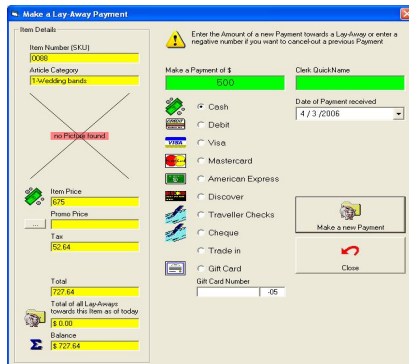 Make a Lay-Away Payment
Item Details
Item Number (SKU)
0088
Article Category
1-Wedding bands
no Picture found
Item Price
675
Promo Price
...
Tax
52.64
Total
727.64
Total of all Lay-Aways
towards this Item as of today
$ 0.00
Balance
Σ
$ 727.64
Enter the Amount of a new Payment towards a Lay-Away or enter a
negative number if you want to cancel-out a previous Payment
Make a Payment of $
500
Clerk QuickName
Cash
Debit
VISA
Visa
Mastercard
American Express
Discover
Traveller Checks
Cheque
Trade in
Gift Card
Gift Card Number
-05
Date of Payment received
4 / 3 /2006
Make a new Payment
Close